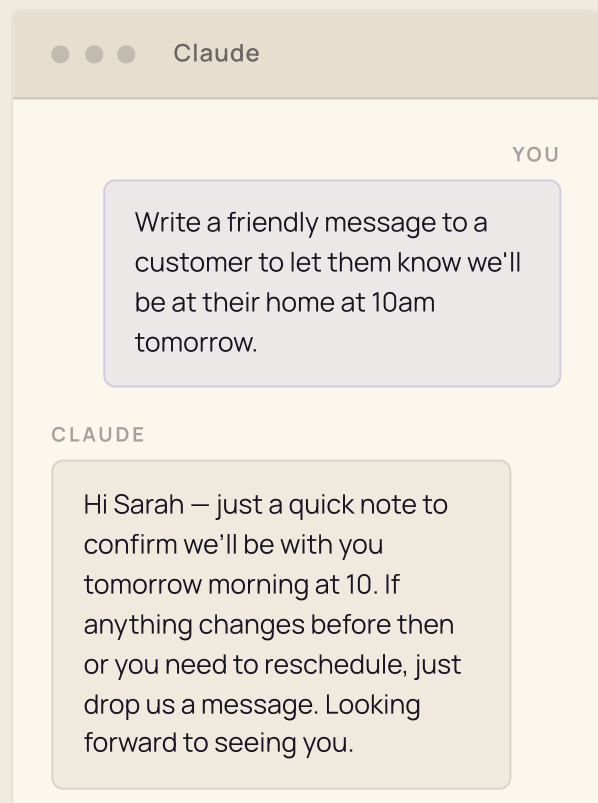 Claude
YOU
Write a friendly message to a
customer to let them know we'll
be at their home at 10am
tomorrow.
CLAUDE
Hi Sarah — just a quick note to
confirm we’ll be with you
tomorrow morning at 10. If
anything changes before then
or you need to reschedule, just
drop us a message. Looking
forward to seeing you.